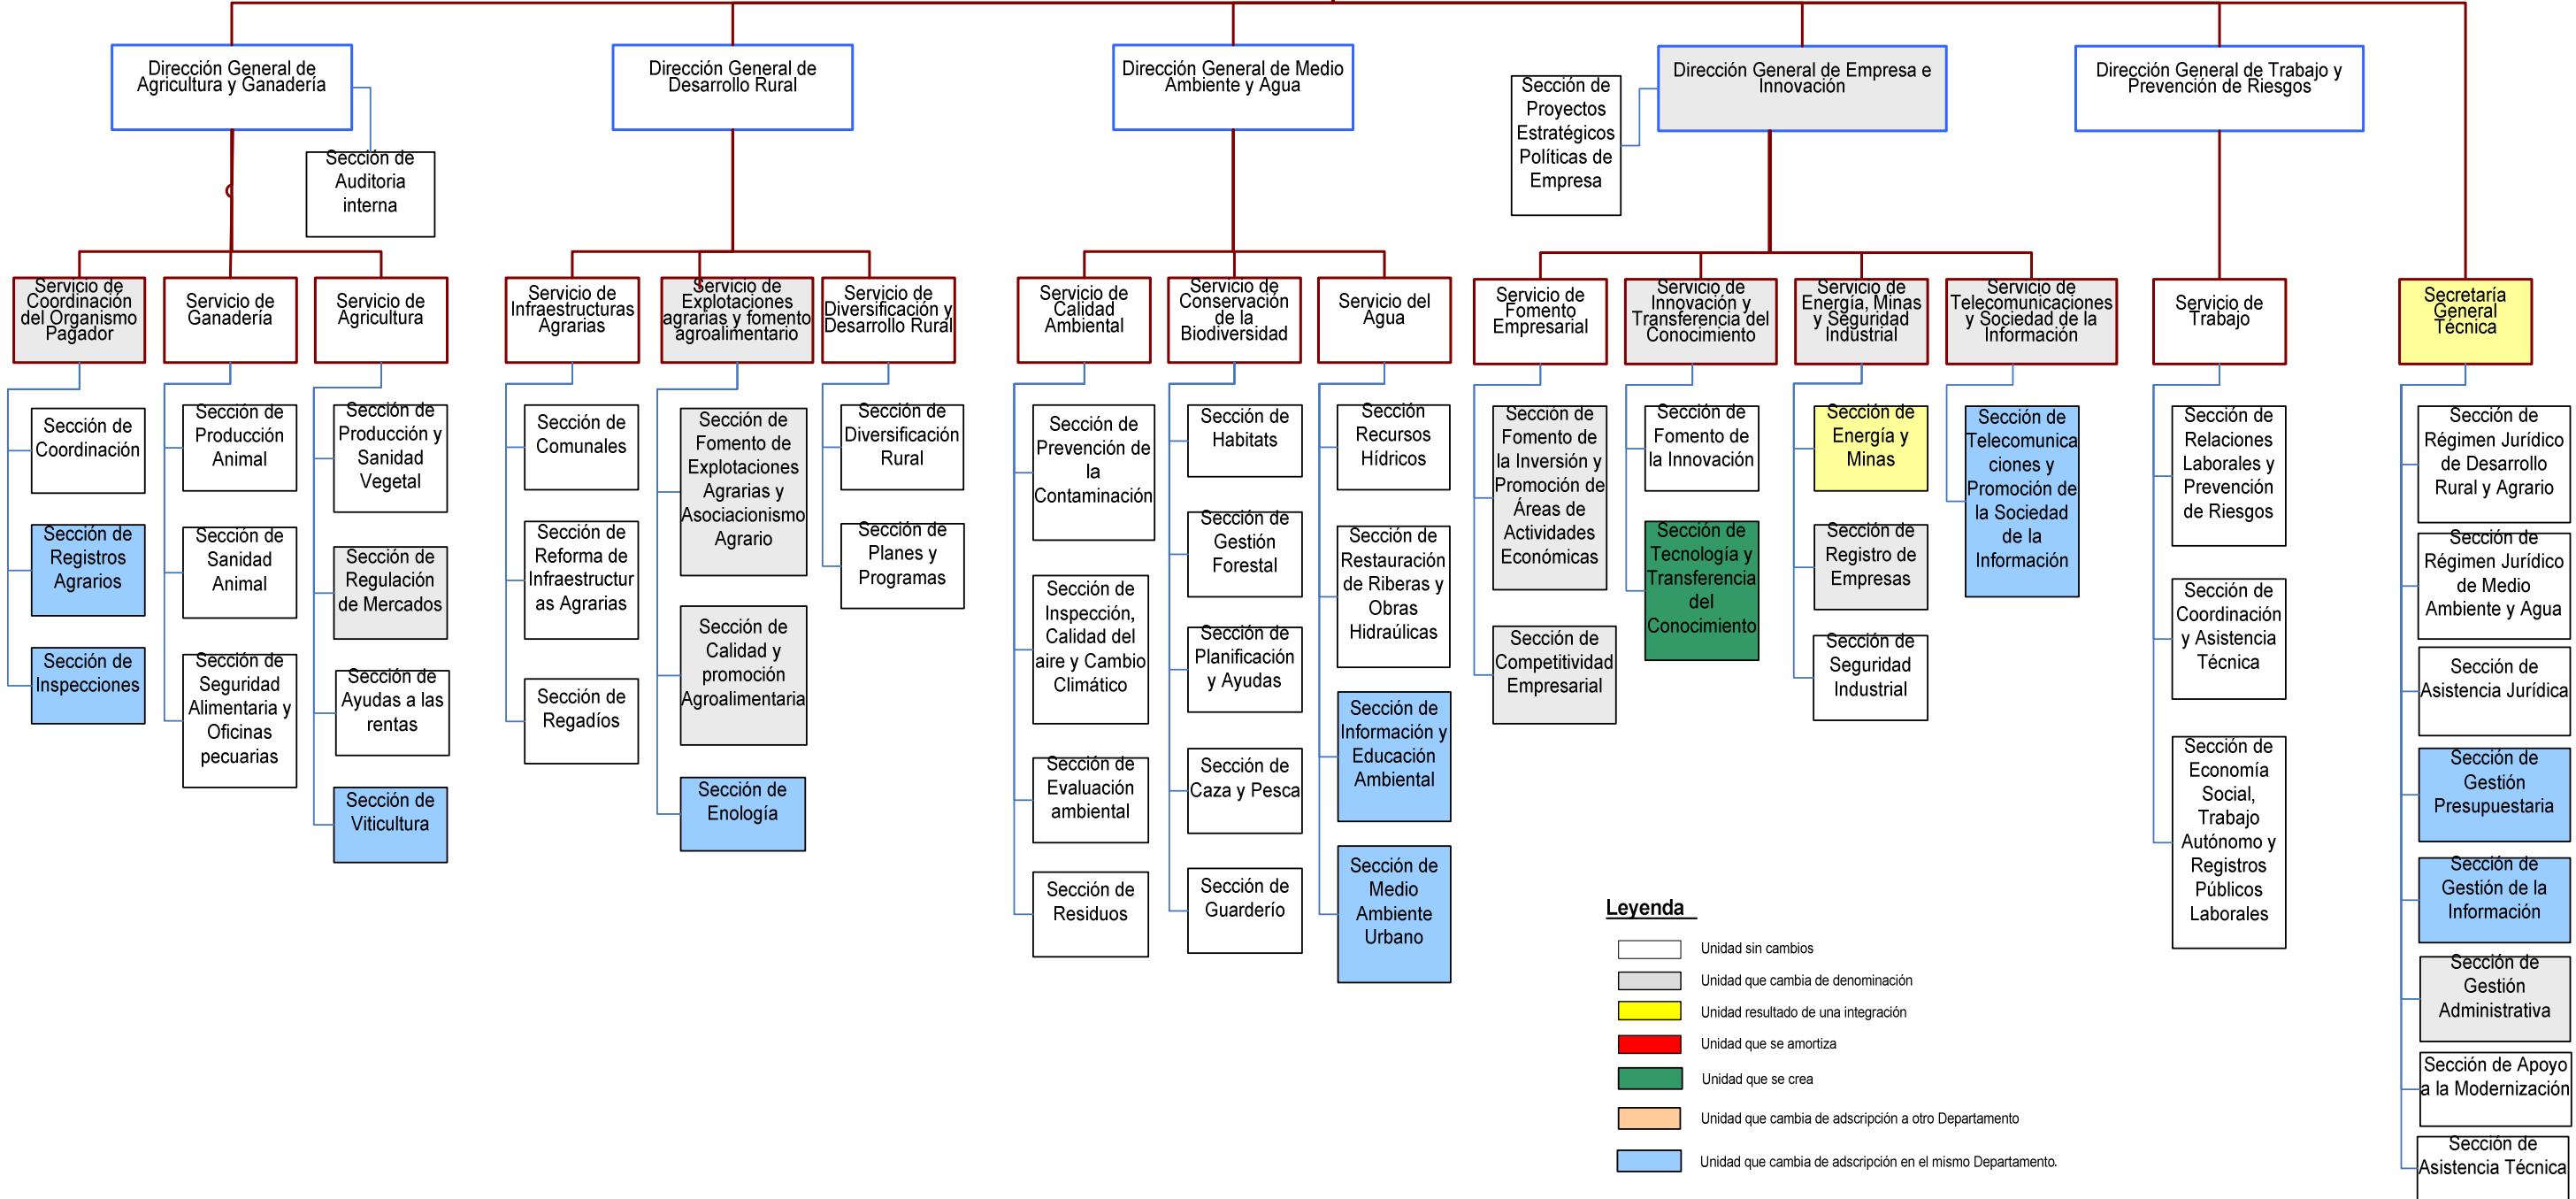 Dirección General de
Agricultura y Ganadería
Dirección General de
Desarrollo Rural
Dirección General de Medio
Ambiente y Agua
Dirección General de Empresa e
Innovación
Dirección General de Trabajo y
Prevención de Riesgos
Sección de
Proyectos
Estratégicos
Políticas de
Empresa
Sección de
Auditoria
interna
Servicio de
Coordinación
del Organismo
Pagador
Servicio de
Ganadería
Servicio de
Agricultura
Servicio de
Infraestructuras
Agrarias
Servicio de
Explotaciones
agrarias y fomento
agroalimentario
Servicio de
Diversificación y
Desarrollo Rural
Servicio de
Calidad
Ambiental
Servicio de
Conservación
de la
Biodiversidad
Servicio del
Agua
Servicio de
Fomento
Empresarial
Servicio de
Innovación y
Transferencia del
Conocimiento
Servicio de
Energía, Minas
y Seguridad
Industrial
Servicio de
Telecomunicaciones
y Sociedad de la
Información
Servicio de
Trabajo
Secretaría
General
Técnica
Sección de
Coordinación
Sección de
Registros
Agrarios
Sección de
Inspecciones
Sección de
Producción
Animal
Sección de
Sanidad
Animal
Sección de
Seguridad
Alimentaria y
Oficinas
pecuarias
Sección de
Producción y
Sanidad
Vegetal
Sección de
Regulación
de Mercados
Sección de
Ayudas a las
rentas
Sección de
Viticultura
Sección de
Comunales
Sección de
Reforma de
Infraestructur
as Agrarias
Sección de
Regadíos
Sección de
Fomento de
Explotaciones
Agrarias y
Asociacionismo
Agrario
Sección de
Calidad y
promoción
Agroalimentaria
Sección de
Enología
Sección de
Diversificación
Rural
Sección de
Planes y
Programas
Sección de
Prevención de
la
Contaminación
Sección de
Inspección,
Calidad del
aire y Cambio
Climático
Sección de
Evaluación
ambiental
Sección de
Residuos
Sección de
Habitats
Sección de
Gestión
Forestal
Sección de
Planificación
y Ayudas
Sección de
Caza y Pesca
Sección de
Guarderío
Sección
Recursos
Hídricos
Sección de
Restauración
de Riberas y
Obras
Hidraúlicas
Sección de
Información y
Educación
Ambiental
Sección de
Medio
Ambiente
Urbano
Sección de
Fomento de
la Inversión y
Promoción de
Áreas de
Actividades
Económicas
Sección de
Competitividad
Empresarial
Sección de
Fomento de
la Innovación
Sección de
Tecnología y
Transferencia
del
Conocimiento
Sección de
Energía y
Minas
Sección de
Registro de
Empresas
Sección de
Seguridad
Industrial
Sección de
Telecomunica
ciones y
Promoción de
la Sociedad
de la
Información
Sección de
Relaciones
Laborales y
Prevención
de Riesgos
Sección de
Coordinación
y Asistencia
Técnica
Sección de
Economía
Social,
Trabajo
Autónomo y
Registros
Públicos
Laborales
Sección de
Régimen Jurídico
de Desarrollo
Rural y Agrario
Sección de
Régimen Jurídico
de Medio
Ambiente y Agua
Sección de
Asistencia Jurídica
Sección de
Gestión
Presupuestaria
Sección de
Gestión de la
Información
Sección de
Gestión
Administrativa
Sección de Apoyo
a la Modernización
Sección de
Asistencia Técnica
Leyenda
Unidad sin cambios
Unidad que cambia de denominación
Unidad resultado de una integración
Unidad que se amortiza
Unidad que se crea
Unidad que cambia de adscripción a otro Departamento
Unidad que cambia de adscripción en el mismo Departamento.